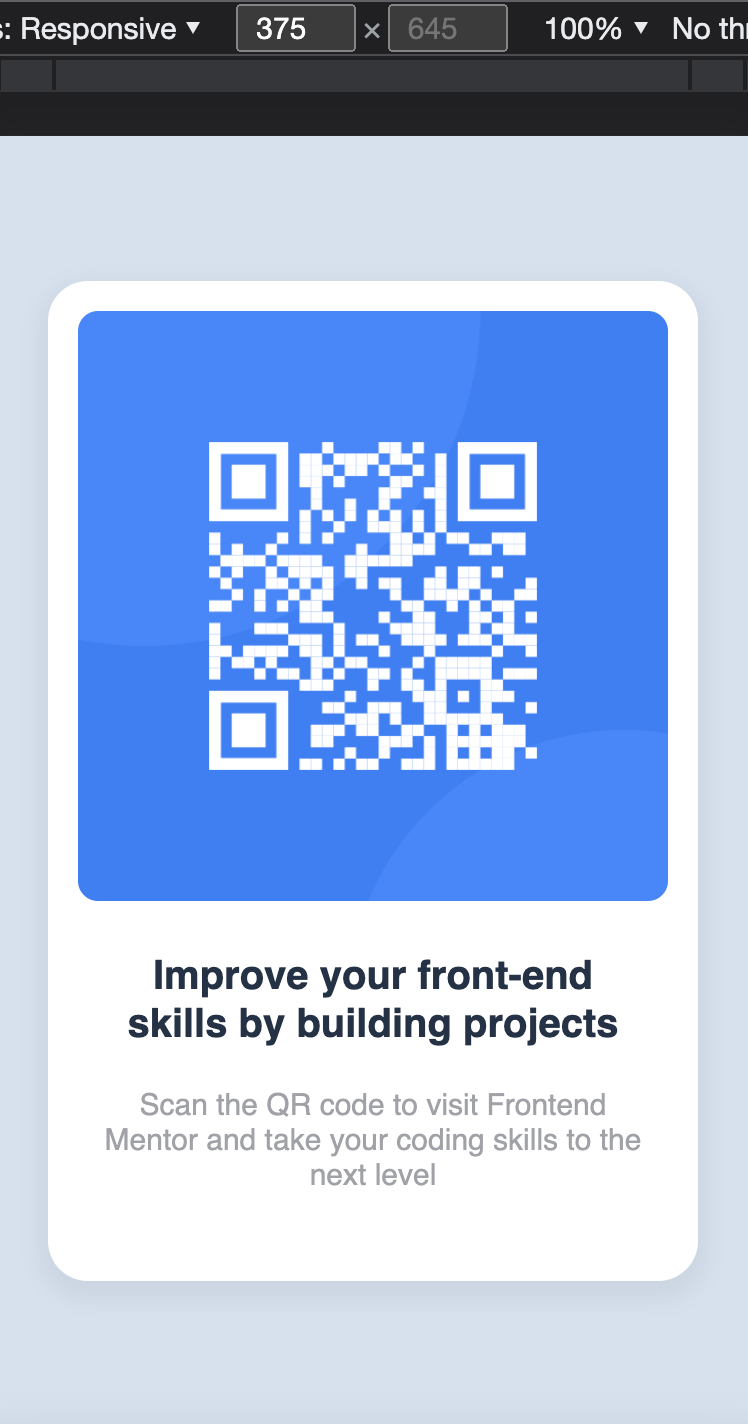 : Responsive ▼ 375 × 645 100% ▼ No th
Improve your front-end
skills by building projects
Scan the QR code to visit Frontend
Mentor and take your coding skills to the
next level